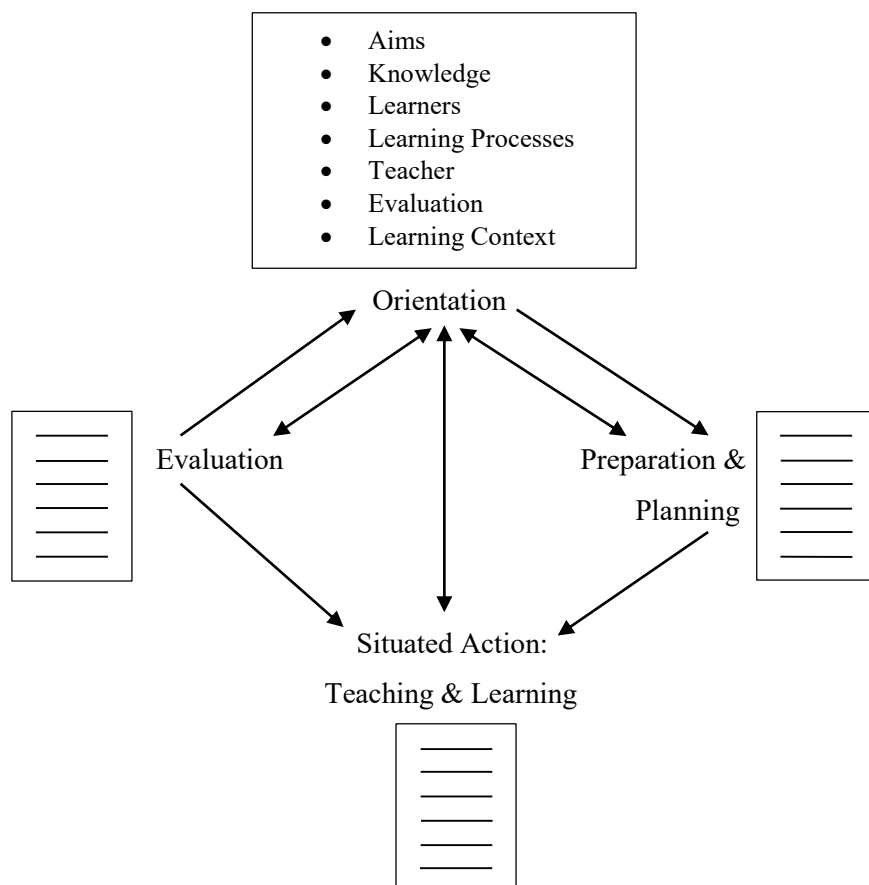 • Aims
• Knowledge
• Learners
• Learning Processes
• Teacher
• Evaluation
• Learning Context
Orientation
Evaluation
Preparation &
Planning
Situated Action:
Teaching & Learning